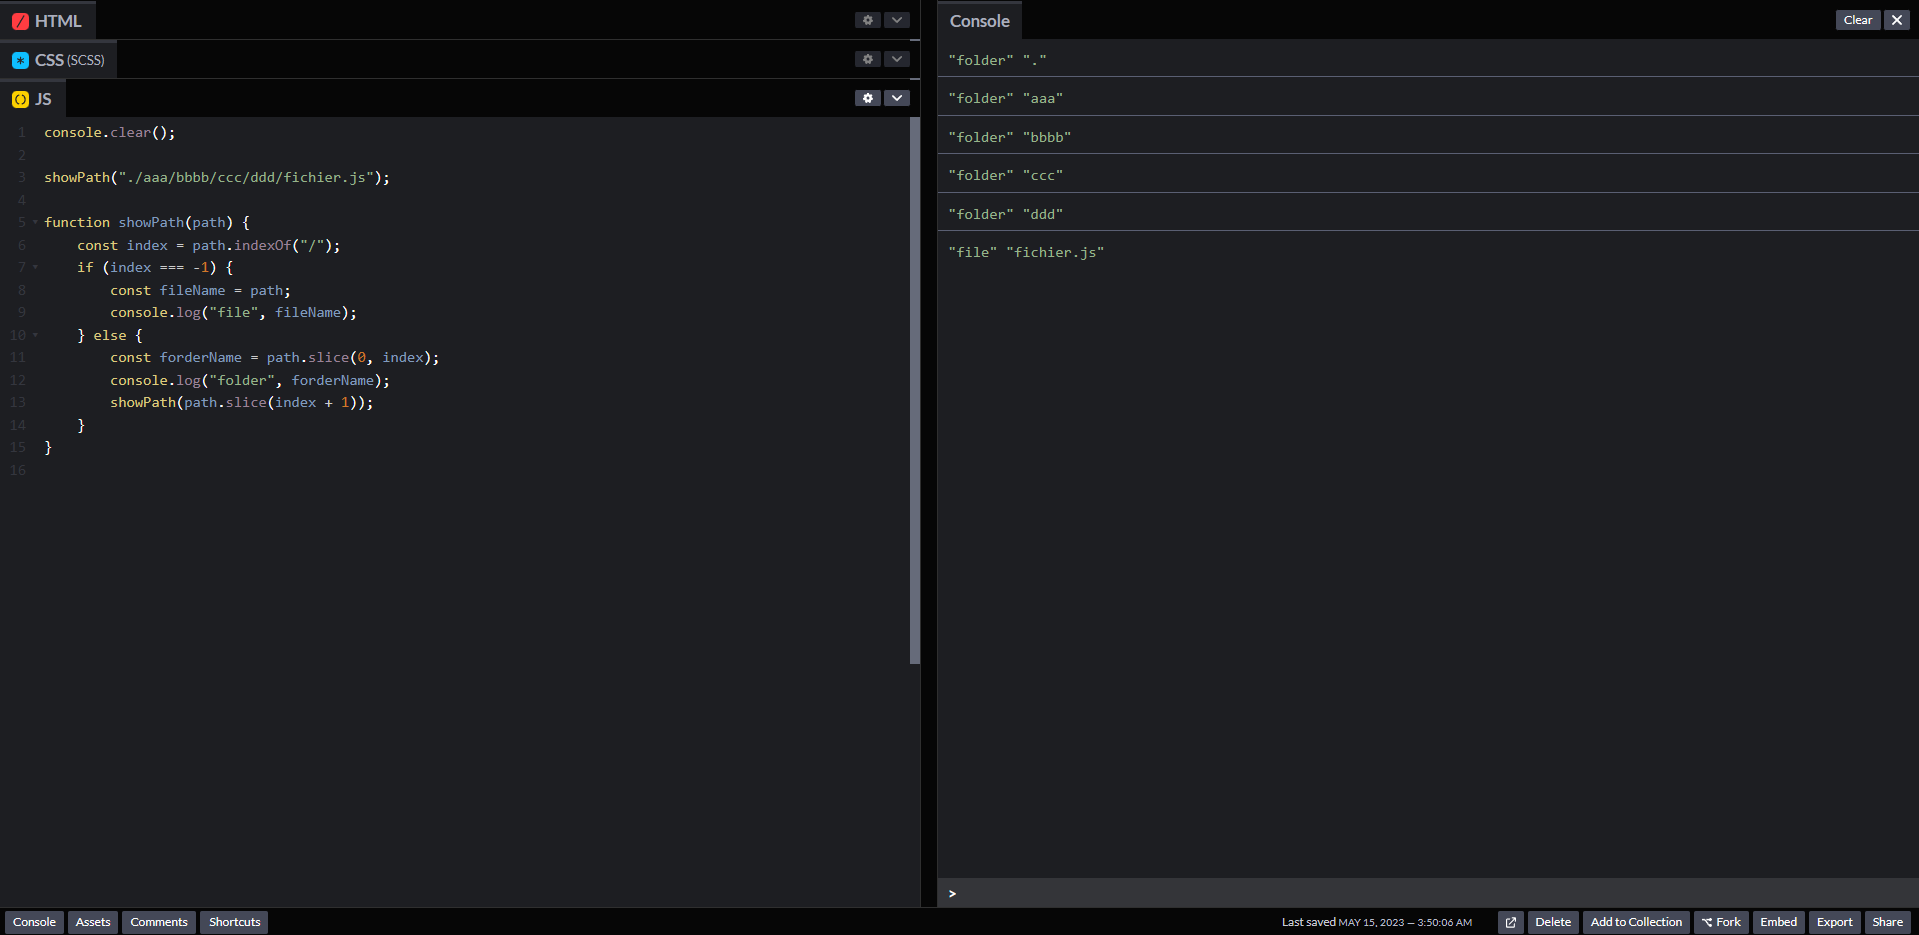 HTML
CSS (SCSS)
JS
1 console.clear();
2
3 showPath("./aaa/bbbb/ccc/ddd/fichier.js");
4
5 function showPath(path) {
6 const index = path.indexOf("/");
7 if (index === -1) {
8 const fileName = path;
9 console.log("file", fileName);
10 } else {
11 const forderName = path.slice(0, index);
12 console.log("folder", forderName);
13 showPath(path.slice(index + 1));
14 }
15 }
16
Console
Clear
"folder" "."
"folder" "aaa"
"folder" "bbbb"
"folder" "ccc"
"folder" "ddd"
"file" "fichier.js"
>
Console Assets Comments Shortcuts
Last saved MAY 15, 2023 — 3:50:06 AM
Delete Add to Collection Fork Embed Export Share